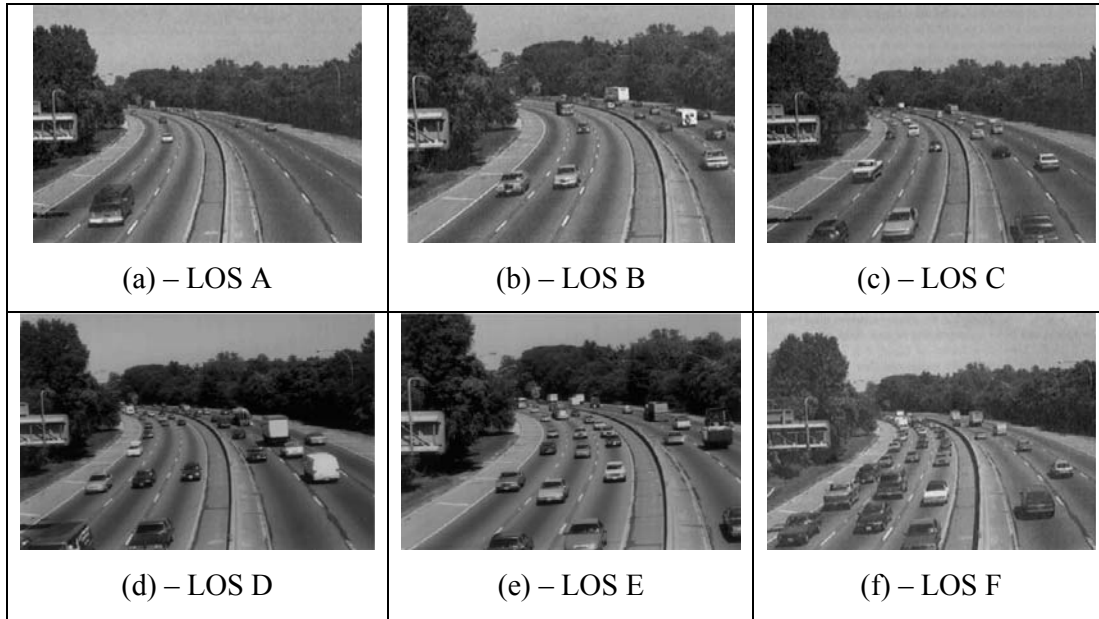 (a) – LOS A
(b) – LOS B
(c) – LOS C
(d) – LOS D
(e) – LOS E
(f) – LOS F